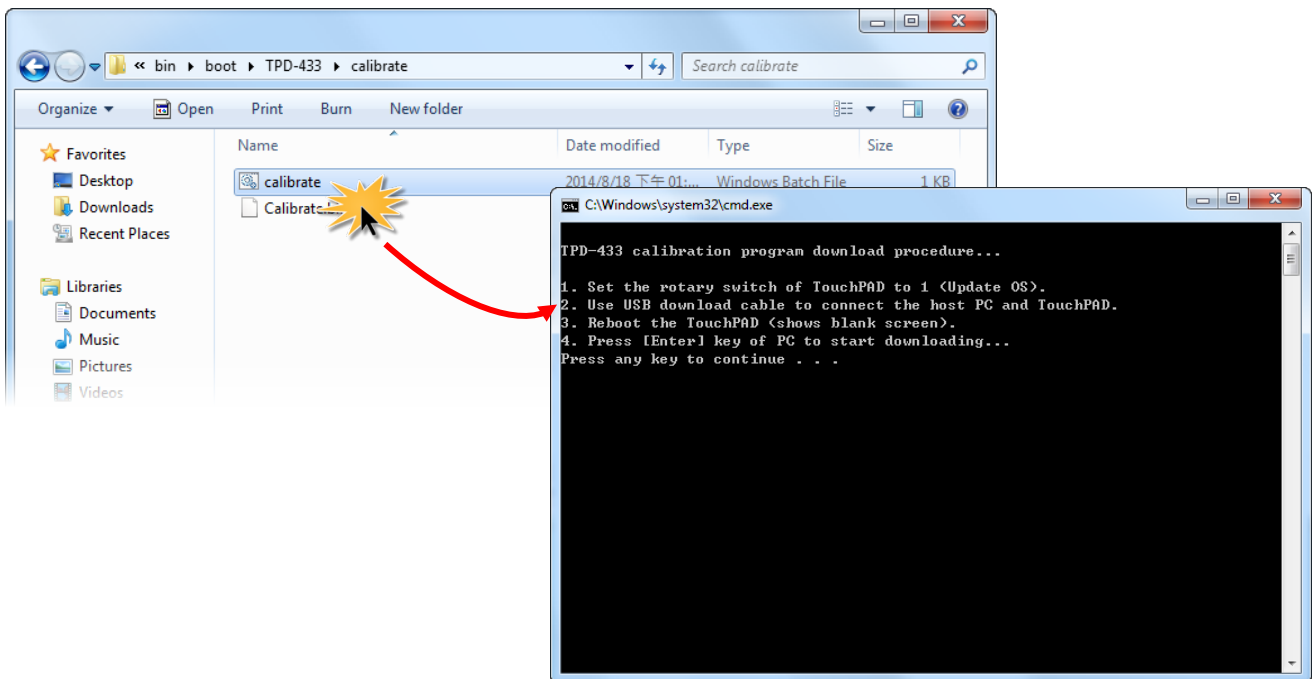 « bin ▸ boot ▸ TPD-433 ▸ calibrate
Search calibrate
Organize Open Print Burn New folder
Name Date modified Type Size
Favorites
Desktop
Downloads
Recent Places
Libraries
Documents
Music
Pictures
Videos
calibrate 2014/8/18 下午 01:... Windows Batch File 1 KB
C:\Windows\system32\cmd.exe
TPD-433 calibration program download procedure...
1. Set the rotary switch of TouchPAD to 1 (Update OS).
2. Use USB download cable to connect the host PC and TouchPAD.
3. Reboot the TouchPAD (shows blank screen).
4. Press [Enter] key of PC to start downloading...
Press any key to continue . . .